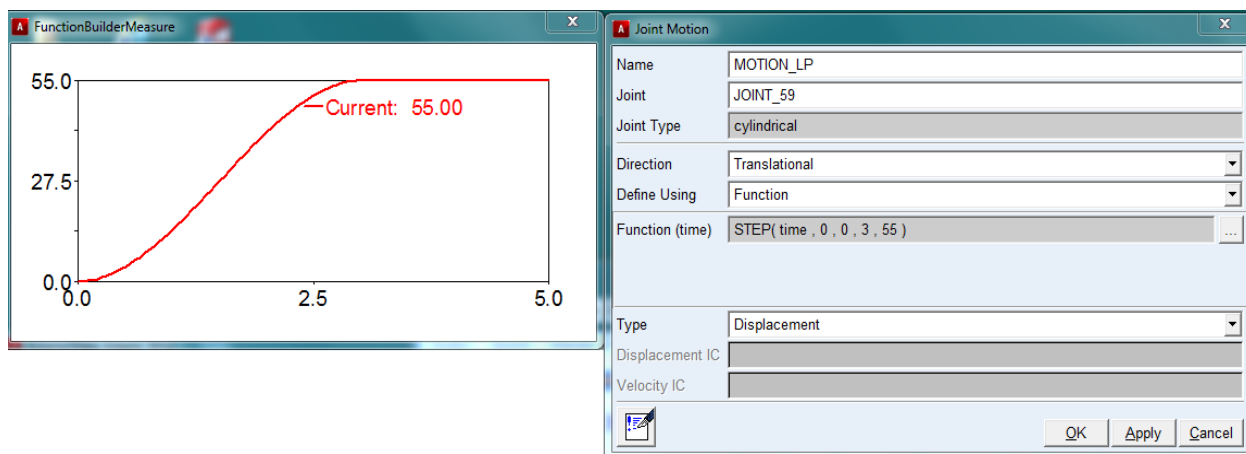 FunctionBuilderMeasure
X
55.0
Current: 55.00
27.5
0.0
0.0
2.5
5.0
Joint Motion
X
Name
MOTION_LP
Joint
JOINT_59
Joint Type
cylindrical
Direction
Translational
Define Using
Function
Function (time)
STEP( time , 0 , 0 , 3 , 55 )
...
Type
Displacement
Displacement IC
Velocity IC
OK
Apply
Cancel